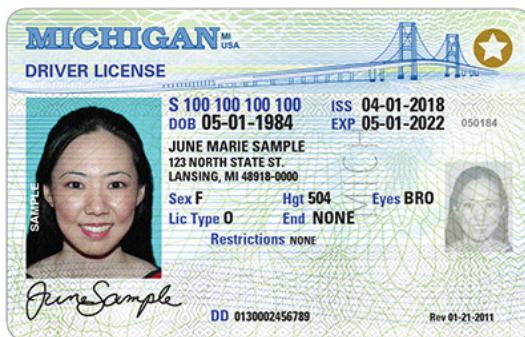 MICHIGAN MI USA
DRIVER LICENSE
S 100 100 100 100 ISS 04-01-2018
DOB 05-01-1984 EXP 05-01-2022 050184
JUNE MARIE SAMPLE
123 NORTH STATE ST.
LANSING, MI 48918-0000
Sex F Hgt 504 Eyes BRO
Lic Type O End NONE
Restrictions NONE
SAMPLE
June Sample
DD 0130002456789 Rev 01-21-2011